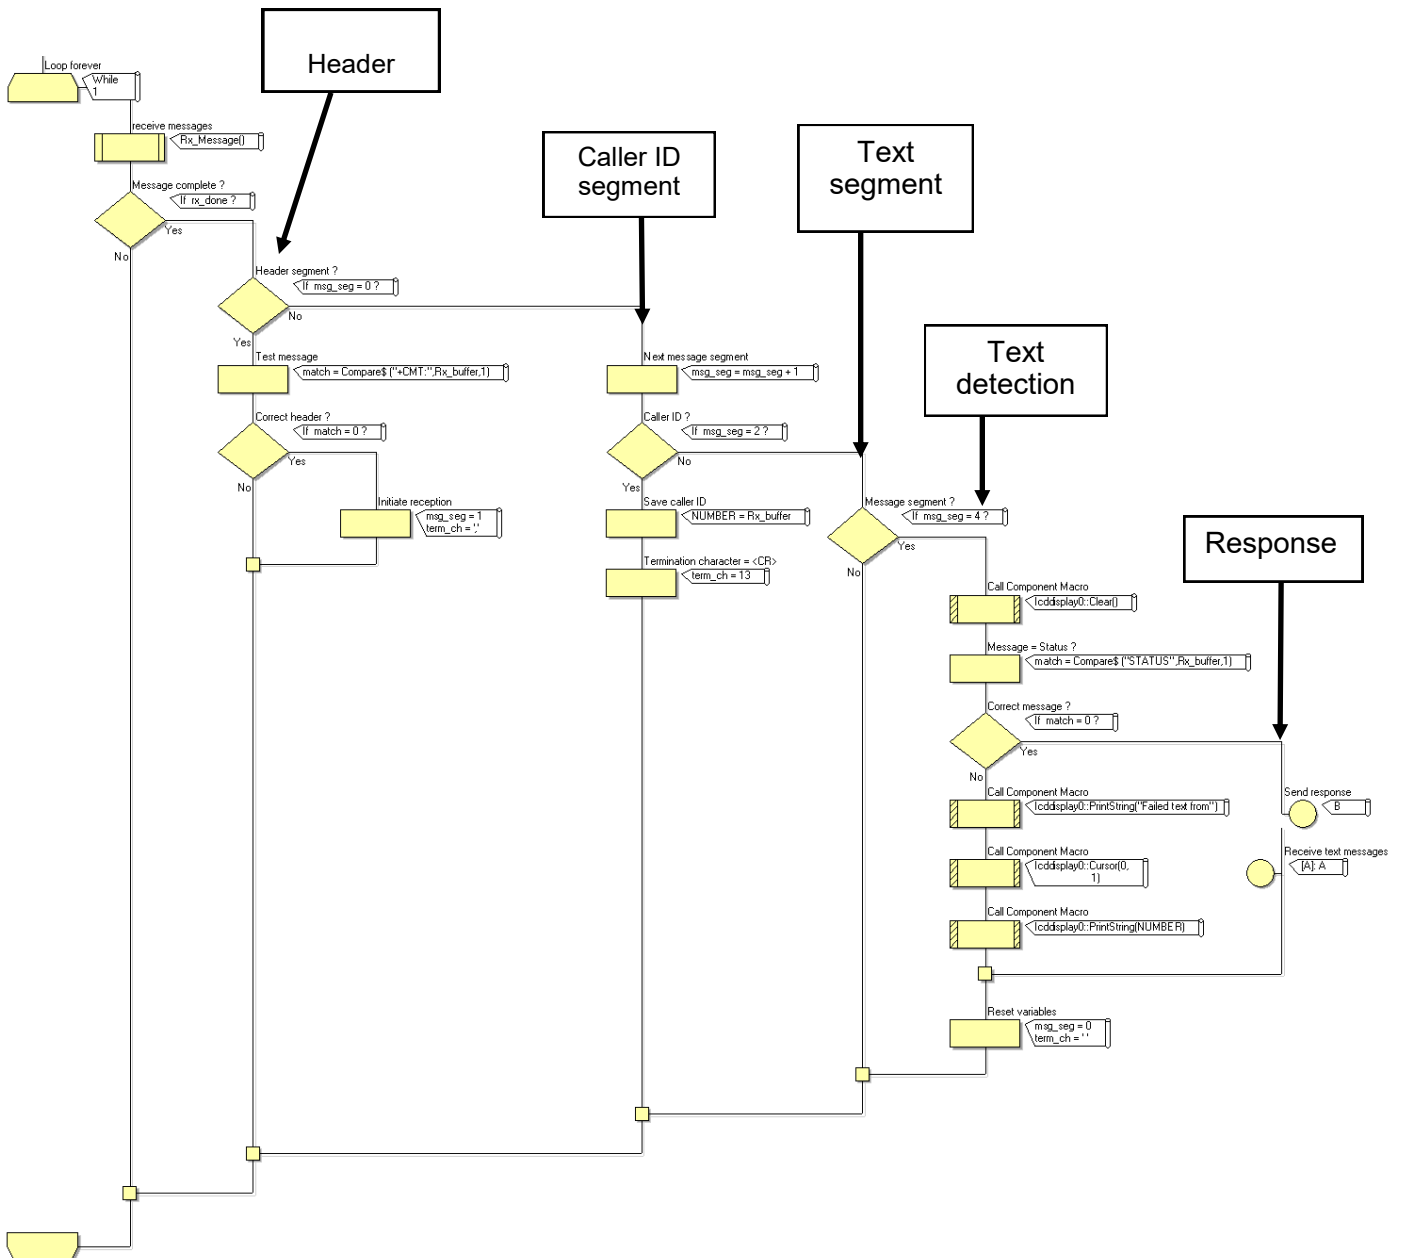 Header
Loop forever
While
1
receive messages
Rx_Message()
Message complete ?
If rx_done ?
Yes
No
Caller ID
segment
Text
segment
Header segment ?
If msg_seg = 0 ?
No
Yes
Test message
match = Compare$ ("+CMT:",Rx_buffer,1)
Correct header ?
If match = 0 ?
Yes
No
Initiate reception
msg_seg = 1
term_ch = ','
Next message segment
msg_seg = msg_seg + 1
Caller ID ?
If msg_seg = 2 ?
No
Yes
Save caller ID
NUMBER = Rx_buffer
Termination character = <CR>
term_ch = 13
Text
detection
Message segment ?
If msg_seg = 4 ?
Yes
No
Response
Call Component Macro
lcddisplay0::Clear()
Message = Status ?
match = Compare$ ("STATUS",Rx_buffer,1)
Correct message ?
If match = 0 ?
Yes
No
Call Component Macro
lcddisplay0::PrintString("Failed text from")
Call Component Macro
lcddisplay0::Cursor(0,
1)
Call Component Macro
lcddisplay0::PrintString(NUMBER)
Send response
B
Receive text messages
[A]: A
Reset variables
msg_seg = 0
term_ch = ' '